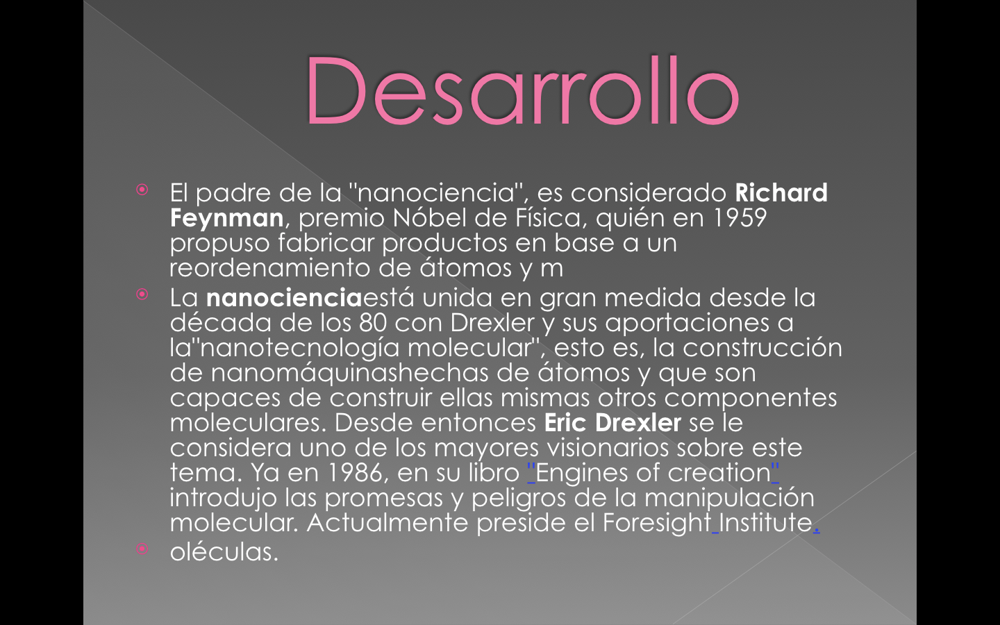 Desarrollo
El padre de la "nanociencia", es considerado Richard
Feynman, premio Nóbel de Física, quién en 1959
propuso fabricar productos en base a un
reordenamiento de átomos y m
La nanocienciaestá unida en gran medida desde la
década de los 80 con Drexler y sus aportaciones a
la"nanotecnología molecular", esto es, la construcción
de nanomáquinashechas de átomos y que son
capaces de construir ellas mismas otros componentes
moleculares. Desde entonces Eric Drexler se le
considera uno de los mayores visionarios sobre este
tema. Ya en 1986, en su libro "Engines of creation"
introdujo las promesas y peligros de la manipulación
molecular. Actualmente preside el Foresight Institute.
oléculas.